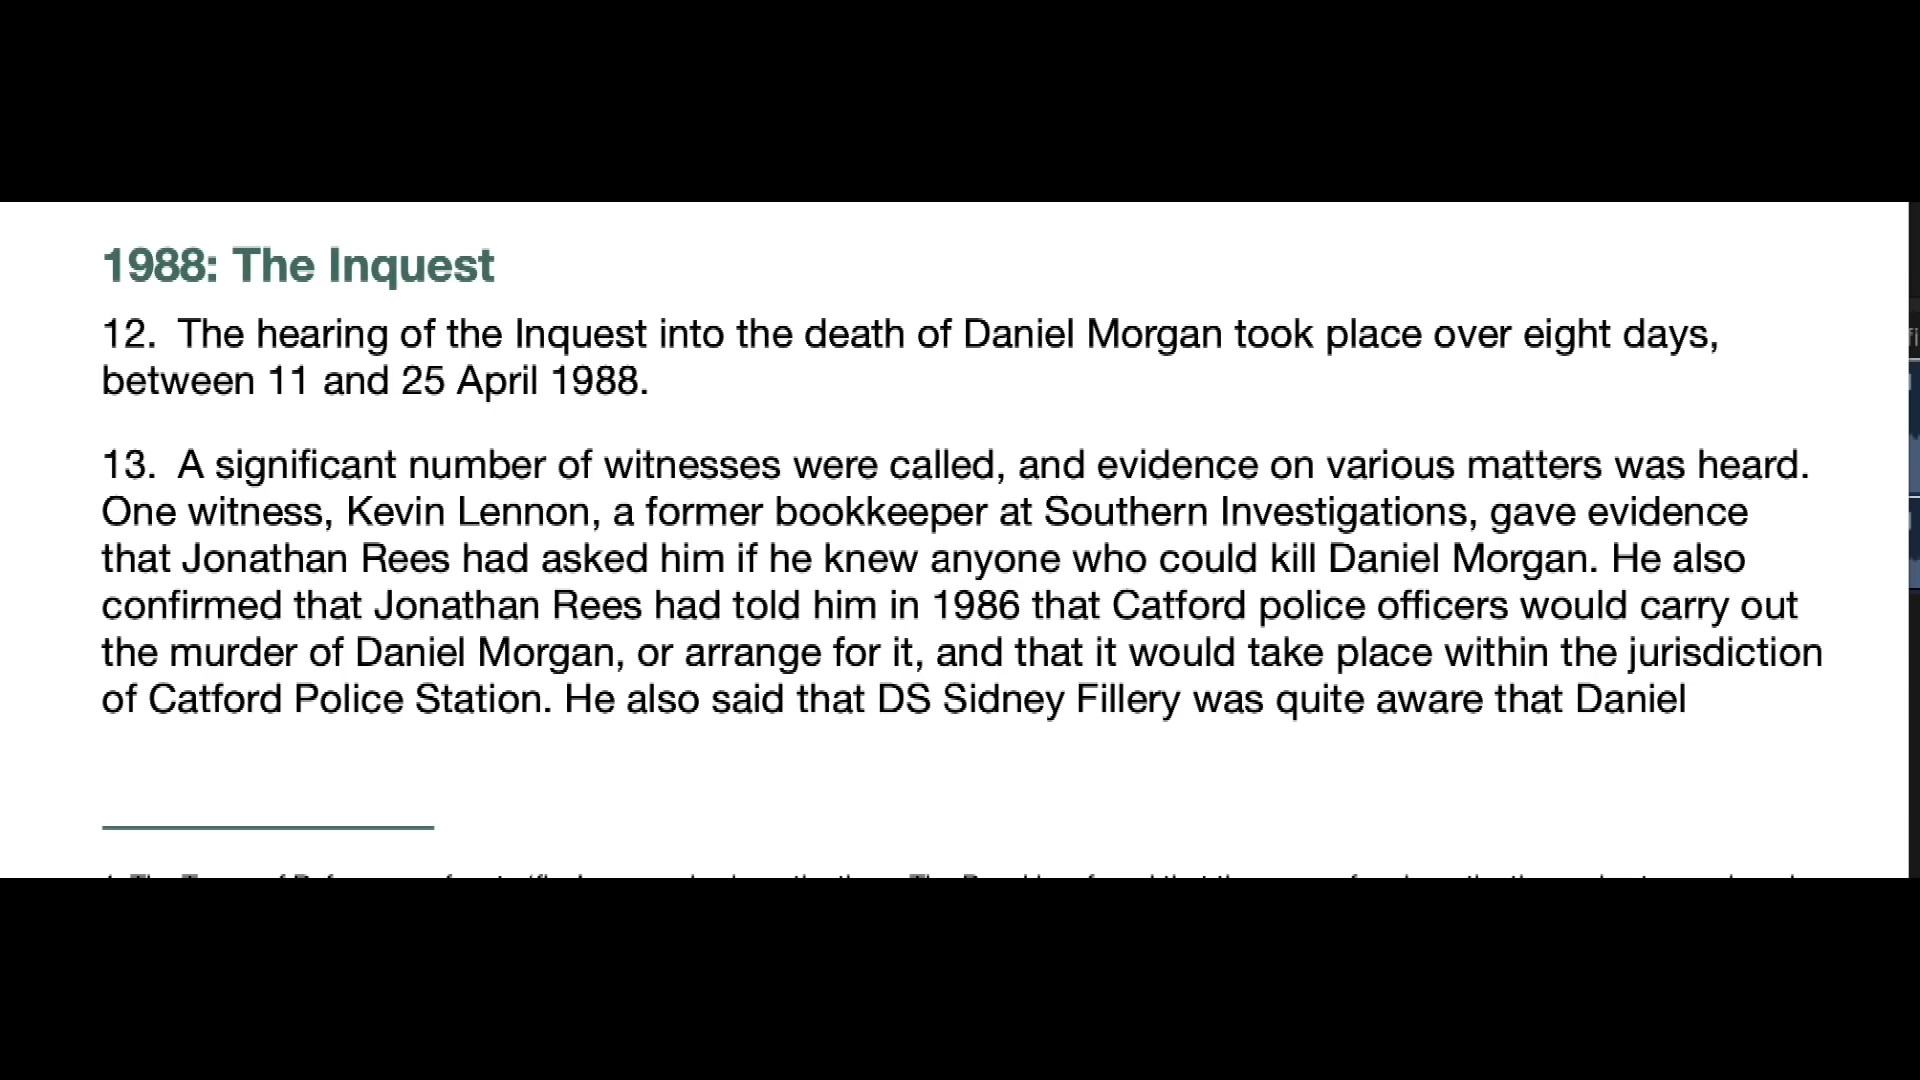 1988: The Inquest
12. The hearing of the Inquest into the death of Daniel Morgan took place over eight days,
between 11 and 25 April 1988.
13. A significant number of witnesses were called, and evidence on various matters was heard.
One witness, Kevin Lennon, a former bookkeeper at Southern Investigations, gave evidence
that Jonathan Rees had asked him if he knew anyone who could kill Daniel Morgan. He also
confirmed that Jonathan Rees had told him in 1986 that Catford police officers would carry out
the murder of Daniel Morgan, or arrange for it, and that it would take place within the jurisdiction
of Catford Police Station. He also said that DS Sidney Fillery was quite aware that Daniel